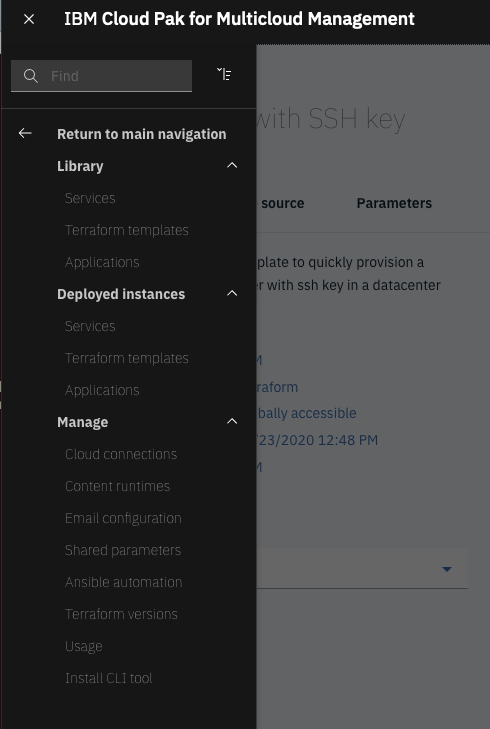 IBM Cloud Pak for Multicloud Management
Find
with SSH key
Return to main navigation
Library
Services
source
Parameters
Terraform templates
Applications
plate to quickly provision a
r with ssh key in a datacenter
Deployed instances
Services
Terraform templates
M
Applications
raform
bally accessible
Manage
/23/2020 12:48 PM
Cloud connections
M
Content runtimes
Email configuration
Shared parameters
Ansible automation
Terraform versions
Usage
Install CLI tool